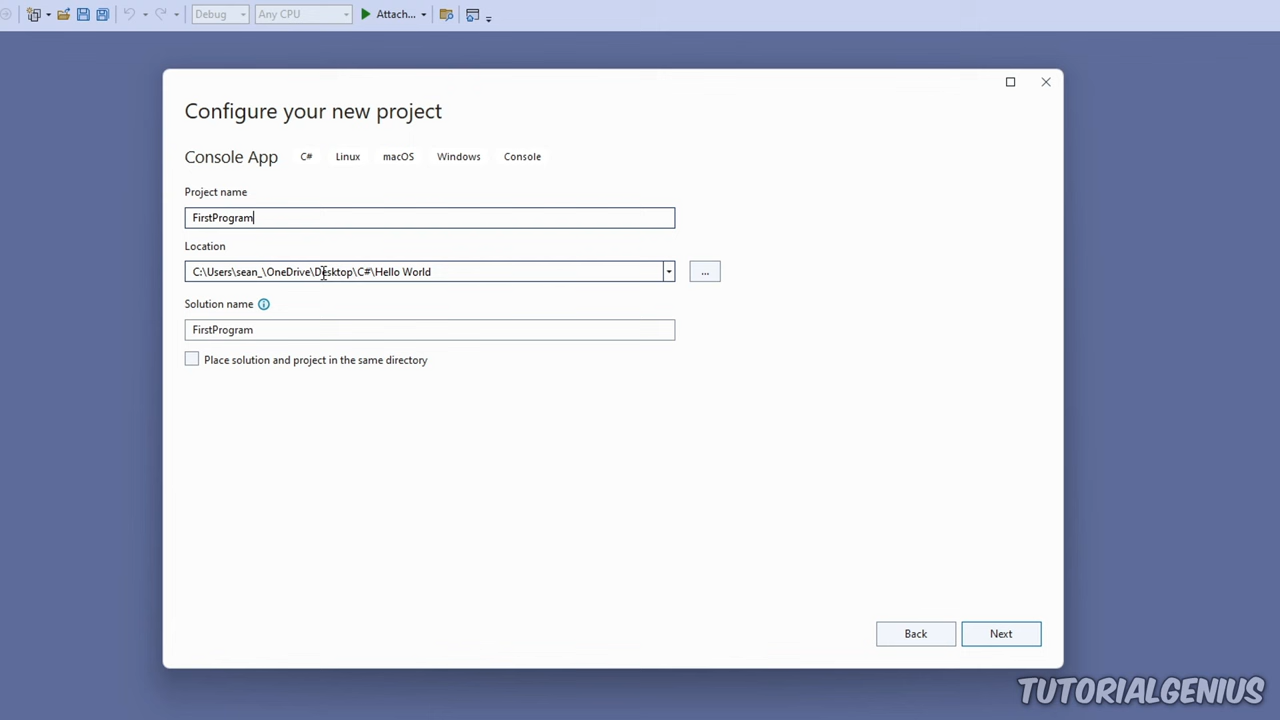 Debug Any CPU Attach...
Configure your new project
Console App C# Linux macOS Windows Console
Project name
FirstProgram
Location
C:\Users\sean_\OneDrive\Desktop\C#\Hello World
...
Solution name
FirstProgram
Place solution and project in the same directory
Back Next
TUTORIALGENIUS